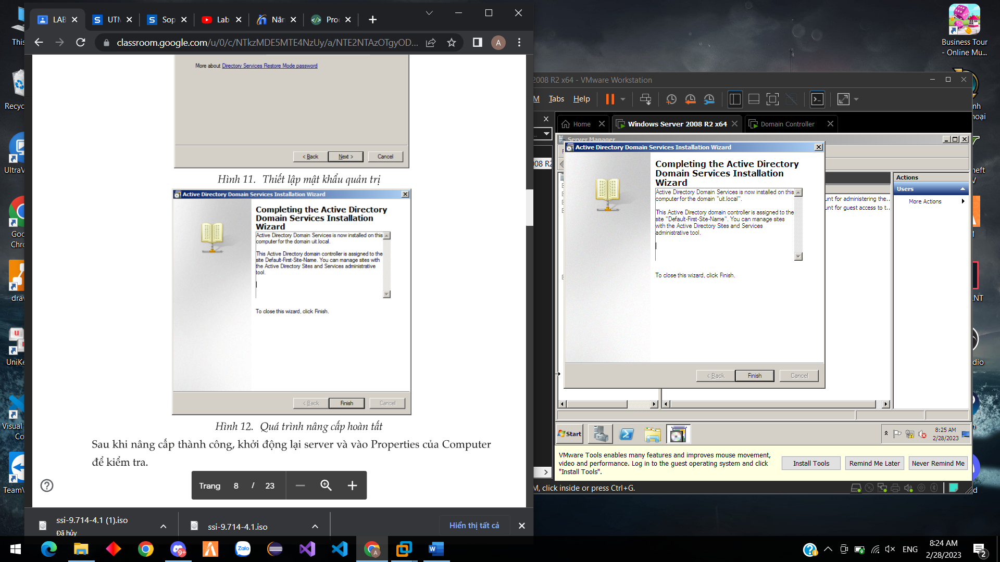 LAB
UTM
Sop
Lab
Nân
Pro
classroom.google.com/u/0/c/NTkzMDE5MTE4NzUy/a/NTE2NTAzOTgyOD...
A
More about Directory Services Restore Mode password
< Back
Next >
Cancel
Hình 11. Thiết lập mật khẩu quản trị
Active Directory Domain Services Installation Wizard
Completing the Active Directory
Domain Services Installation
Wizard
Active Directory Domain Services is now installed on this
computer for the domain uit.local.
This Active Directory domain controller is assigned to the
site Default-First-Site-Name. You can manage sites with
the Active Directory Sites and Services administrative
tool.
To close this wizard, click Finish.
< Back
Finish
Cancel
Hình 12. Quá trình nâng cấp hoàn tất
Sau khi nâng cấp thành công, khởi động lại server và vào Properties của Computer
để kiểm tra.
Trang 8 / 23
ssi-9.714-4.1 (1).iso
Đã hủy
ssi-9.714-4.1.iso
Hiển thị tất cả
This
Recyc
UltraV
Goo
Chro
draw
UniKe
Visual
Co
TeamV
Business Tour
- Online Mu...
2008 R2 x64 - VMware Workstation
M
Tabs
Help
Home
Windows Server 2008 R2 x64
Domain Controller
008 R2
Server Manager
Active Directory Domain Services Installation Wizard
Completing the Active Directory
Domain Services Installation
Wizard
Active Directory Domain Services is now installed on this
computer for the domain "uit.local".
This Active Directory domain controller is assigned to the
site "Default-First-Site-Name". You can manage sites
with the Active Directory Sites and Services
administrative tool.
To close this wizard, click Finish.
< Back
Finish
Cancel
unt for administering the...
unt for guest access to t...
Actions
Users
More Actions
Start
8:25 AM
2/28/2023
VMware Tools enables many features and improves mouse movement,
video and performance. Log in to the guest operating system and click
"Install Tools".
Install Tools
Remind Me Later
Never Remind Me
M, click inside or press Ctrl+G.
Zalo
9+
ENG
8:24 AM
2/28/2023
2